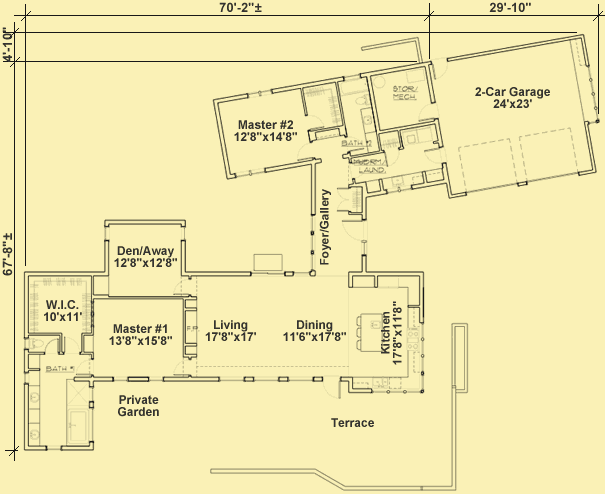 70'-2"±
29'-10"
4'-10"
67'-8"±
STOR/
MECH.
2-Car Garage
24'x23'
Master #2
12'8"x14'8"
BATH #2
LAUND.
Foyer/Gallery
Den/Away
12'8"x12'8"
W.I.C.
10'x11'
Master #1
13'8"x15'8"
Living
17'8"x17'
Dining
11'6"x17'8"
Kitchen
17'8"x11'8"
BATH #1
Private
Garden
Terrace